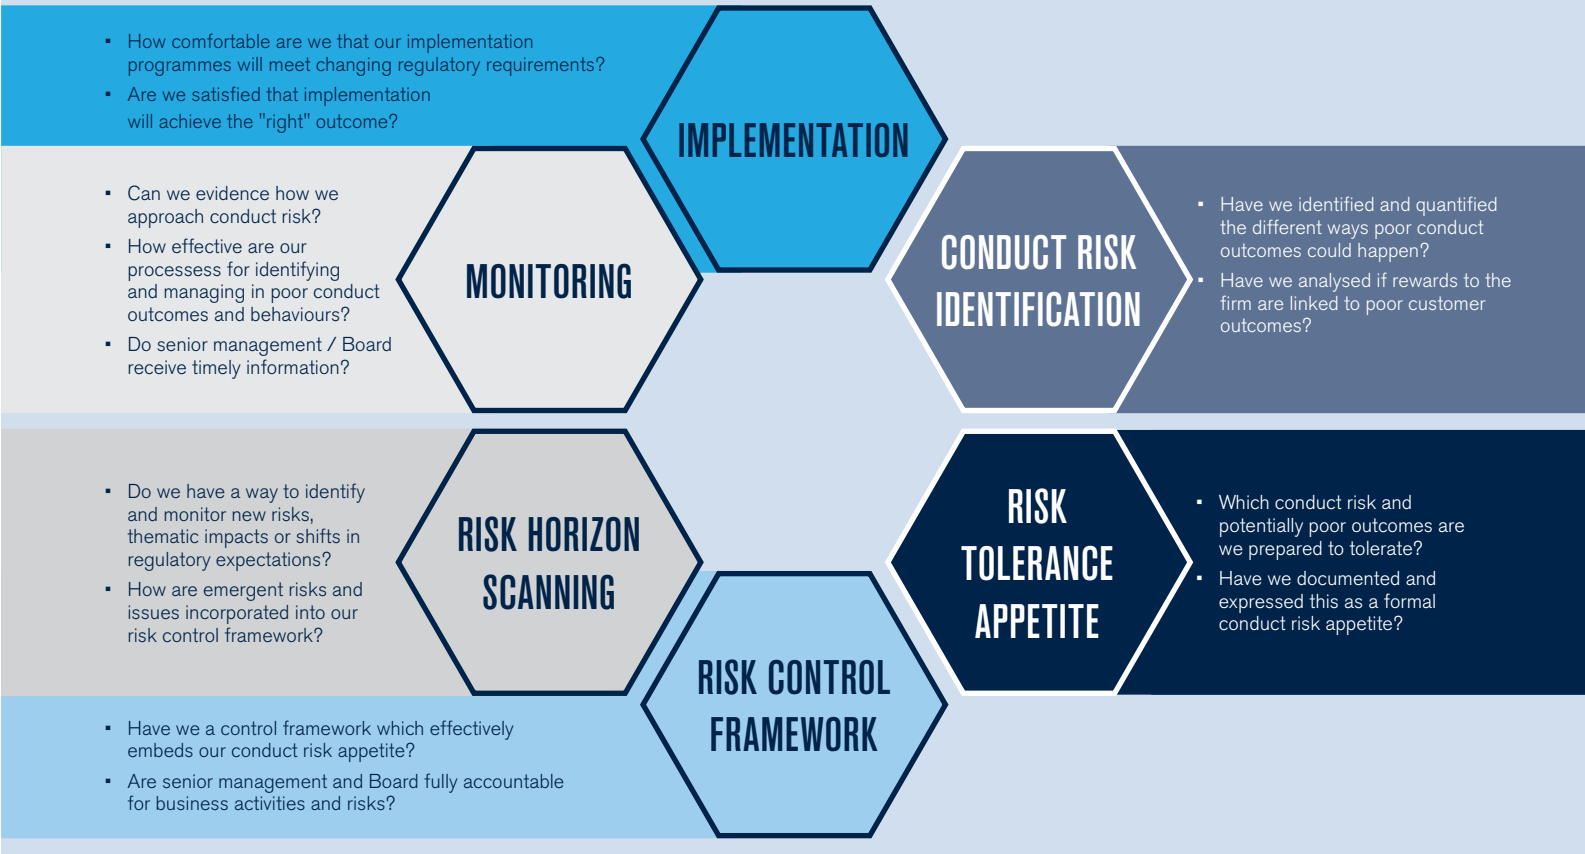 ▪ How comfortable are we that our implementation
programmes will meet changing regulatory requirements?
▪ Are we satisfied that implementation
will achieve the "right" outcome?
IMPLEMENTATION
▪ Can we evidence how we
approach conduct risk?
▪ How effective are our
processess for identifying
and managing in poor conduct
outcomes and behaviours?
▪ Do senior management / Board
receive timely information?
MONITORING
CONDUCT RISK
IDENTIFICATION
▪ Have we identified and quantified
the different ways poor conduct
outcomes could happen?
▪ Have we analysed if rewards to the
firm are linked to poor customer
outcomes?
▪ Do we have a way to identify
and monitor new risks,
thematic impacts or shifts in
regulatory expectations?
▪ How are emergent risks and
issues incorporated into our
risk control framework?
RISK HORIZON
SCANNING
RISK
TOLERANCE
APPETITE
▪ Which conduct risk and
potentially poor outcomes are
we prepared to tolerate?
▪ Have we documented and
expressed this as a formal
conduct risk appetite?
RISK CONTROL
FRAMEWORK
▪ Have we a control framework which effectively
embeds our conduct risk appetite?
▪ Are senior management and Board fully accountable
for business activities and risks?